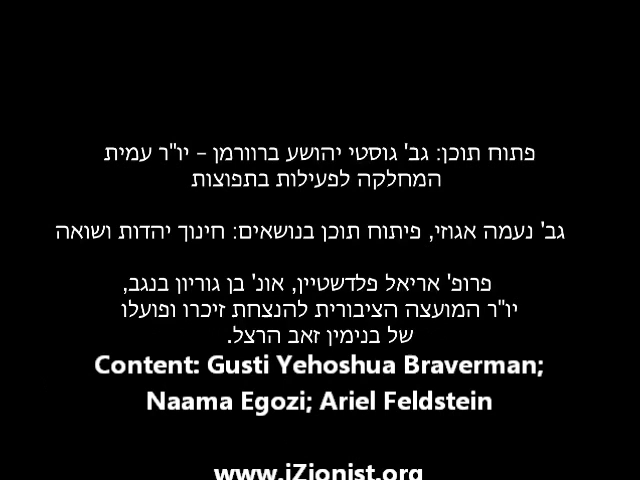 פתוח תוכן: גב' גוסטי יהושע ברוורמן – יו"ר עמית
המחלקה לפעילות בתפוצות
גב' נעמה אגוזי, פיתוח תוכן בנושאים: חינוך יהדות ושואה
פרופ' אריאל פלדשטיין, אונ' בן גוריון בנגב,
יו"ר המועצה הציבורית להנצחת זיכרו ופועלו
של בנימין זאב הרצל.
Content: Gusti Yehoshua Braverman;
Naama Egozi; Ariel Feldstein
www.iZionist.org